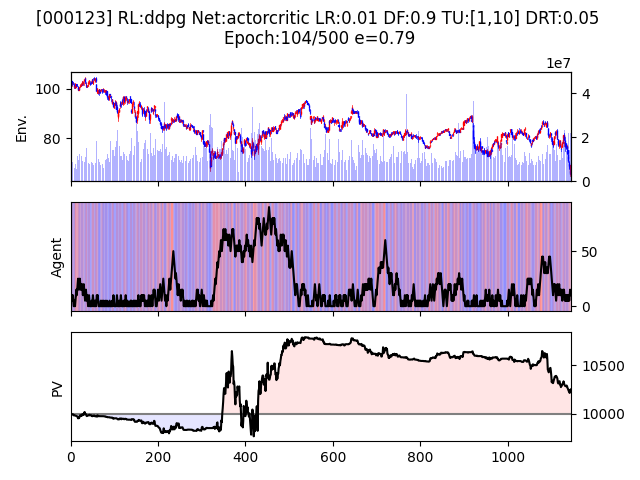 [000123] RL:ddpg Net:actorcritic LR:0.01 DF:0.9 TU:[1,10] DRT:0.05
Epoch:104/500 e=0.79
1e7
Env.
100
80
4
2
0
Agent
50
0
PV
10500
10000
0 200 400 600 800 1000